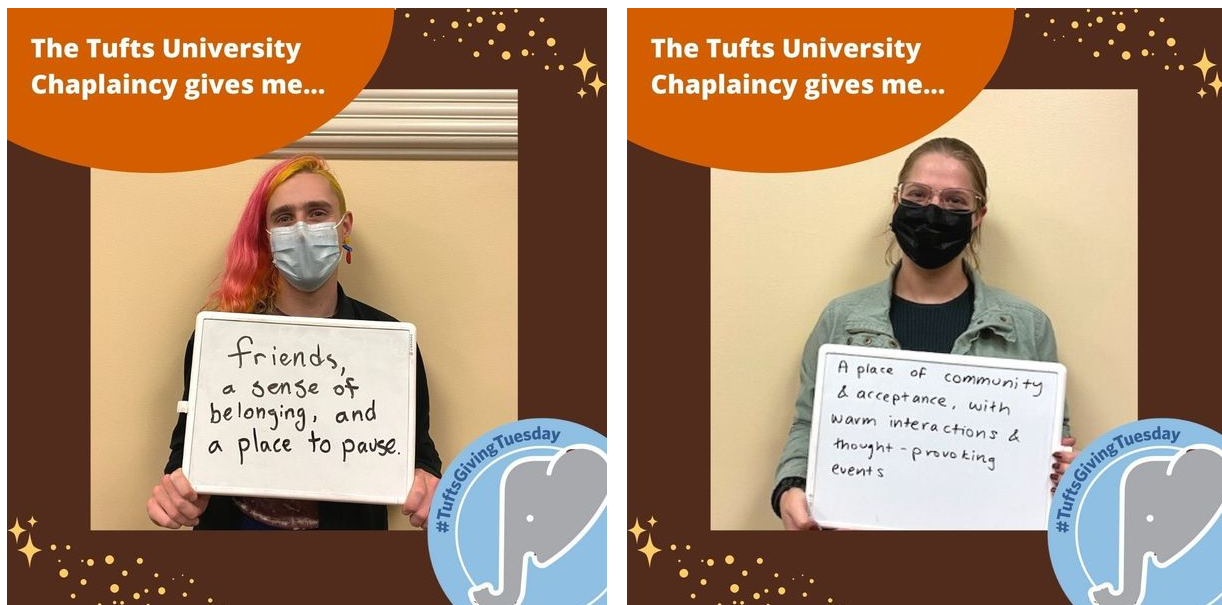 The Tufts University
Chaplaincy gives me...
friends,
a sense of
belonging, and
a place to pause.
#TuftsGivingTuesday
The Tufts University
Chaplaincy gives me...
A place of community
& acceptance, with
warm interactions &
thought-provoking
events
#TuftsGivingTuesday